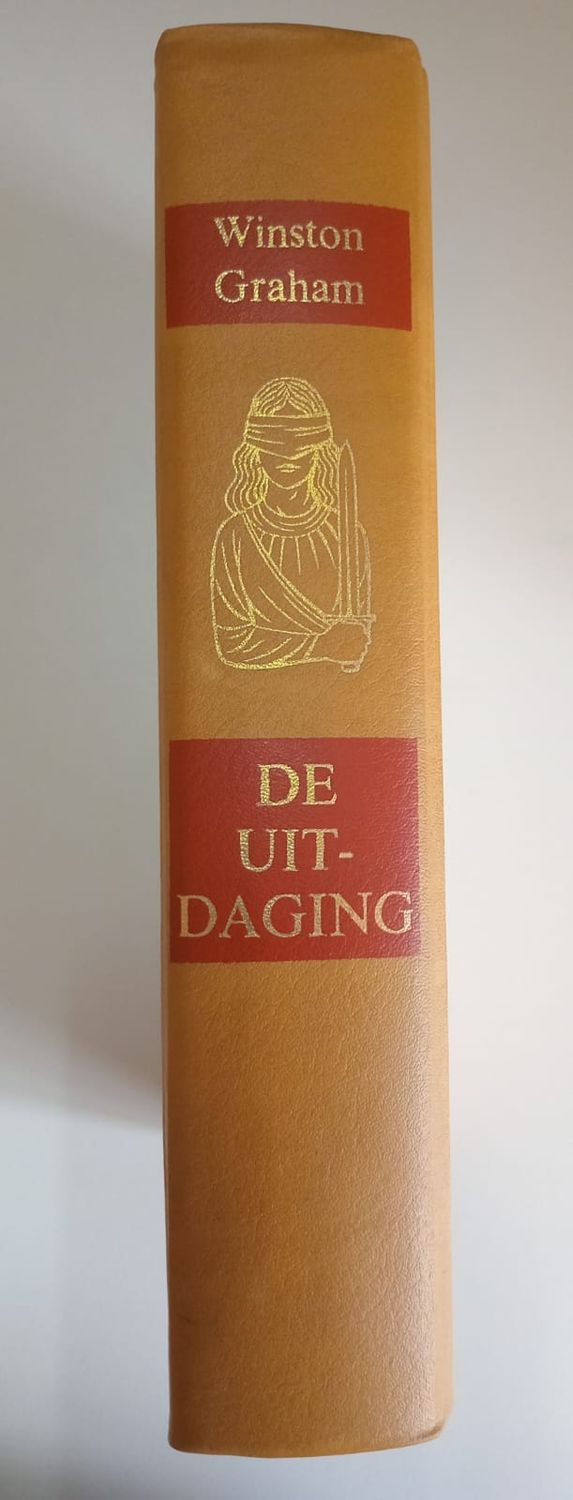 Winston
Graham
DE
UIT-
DAGING